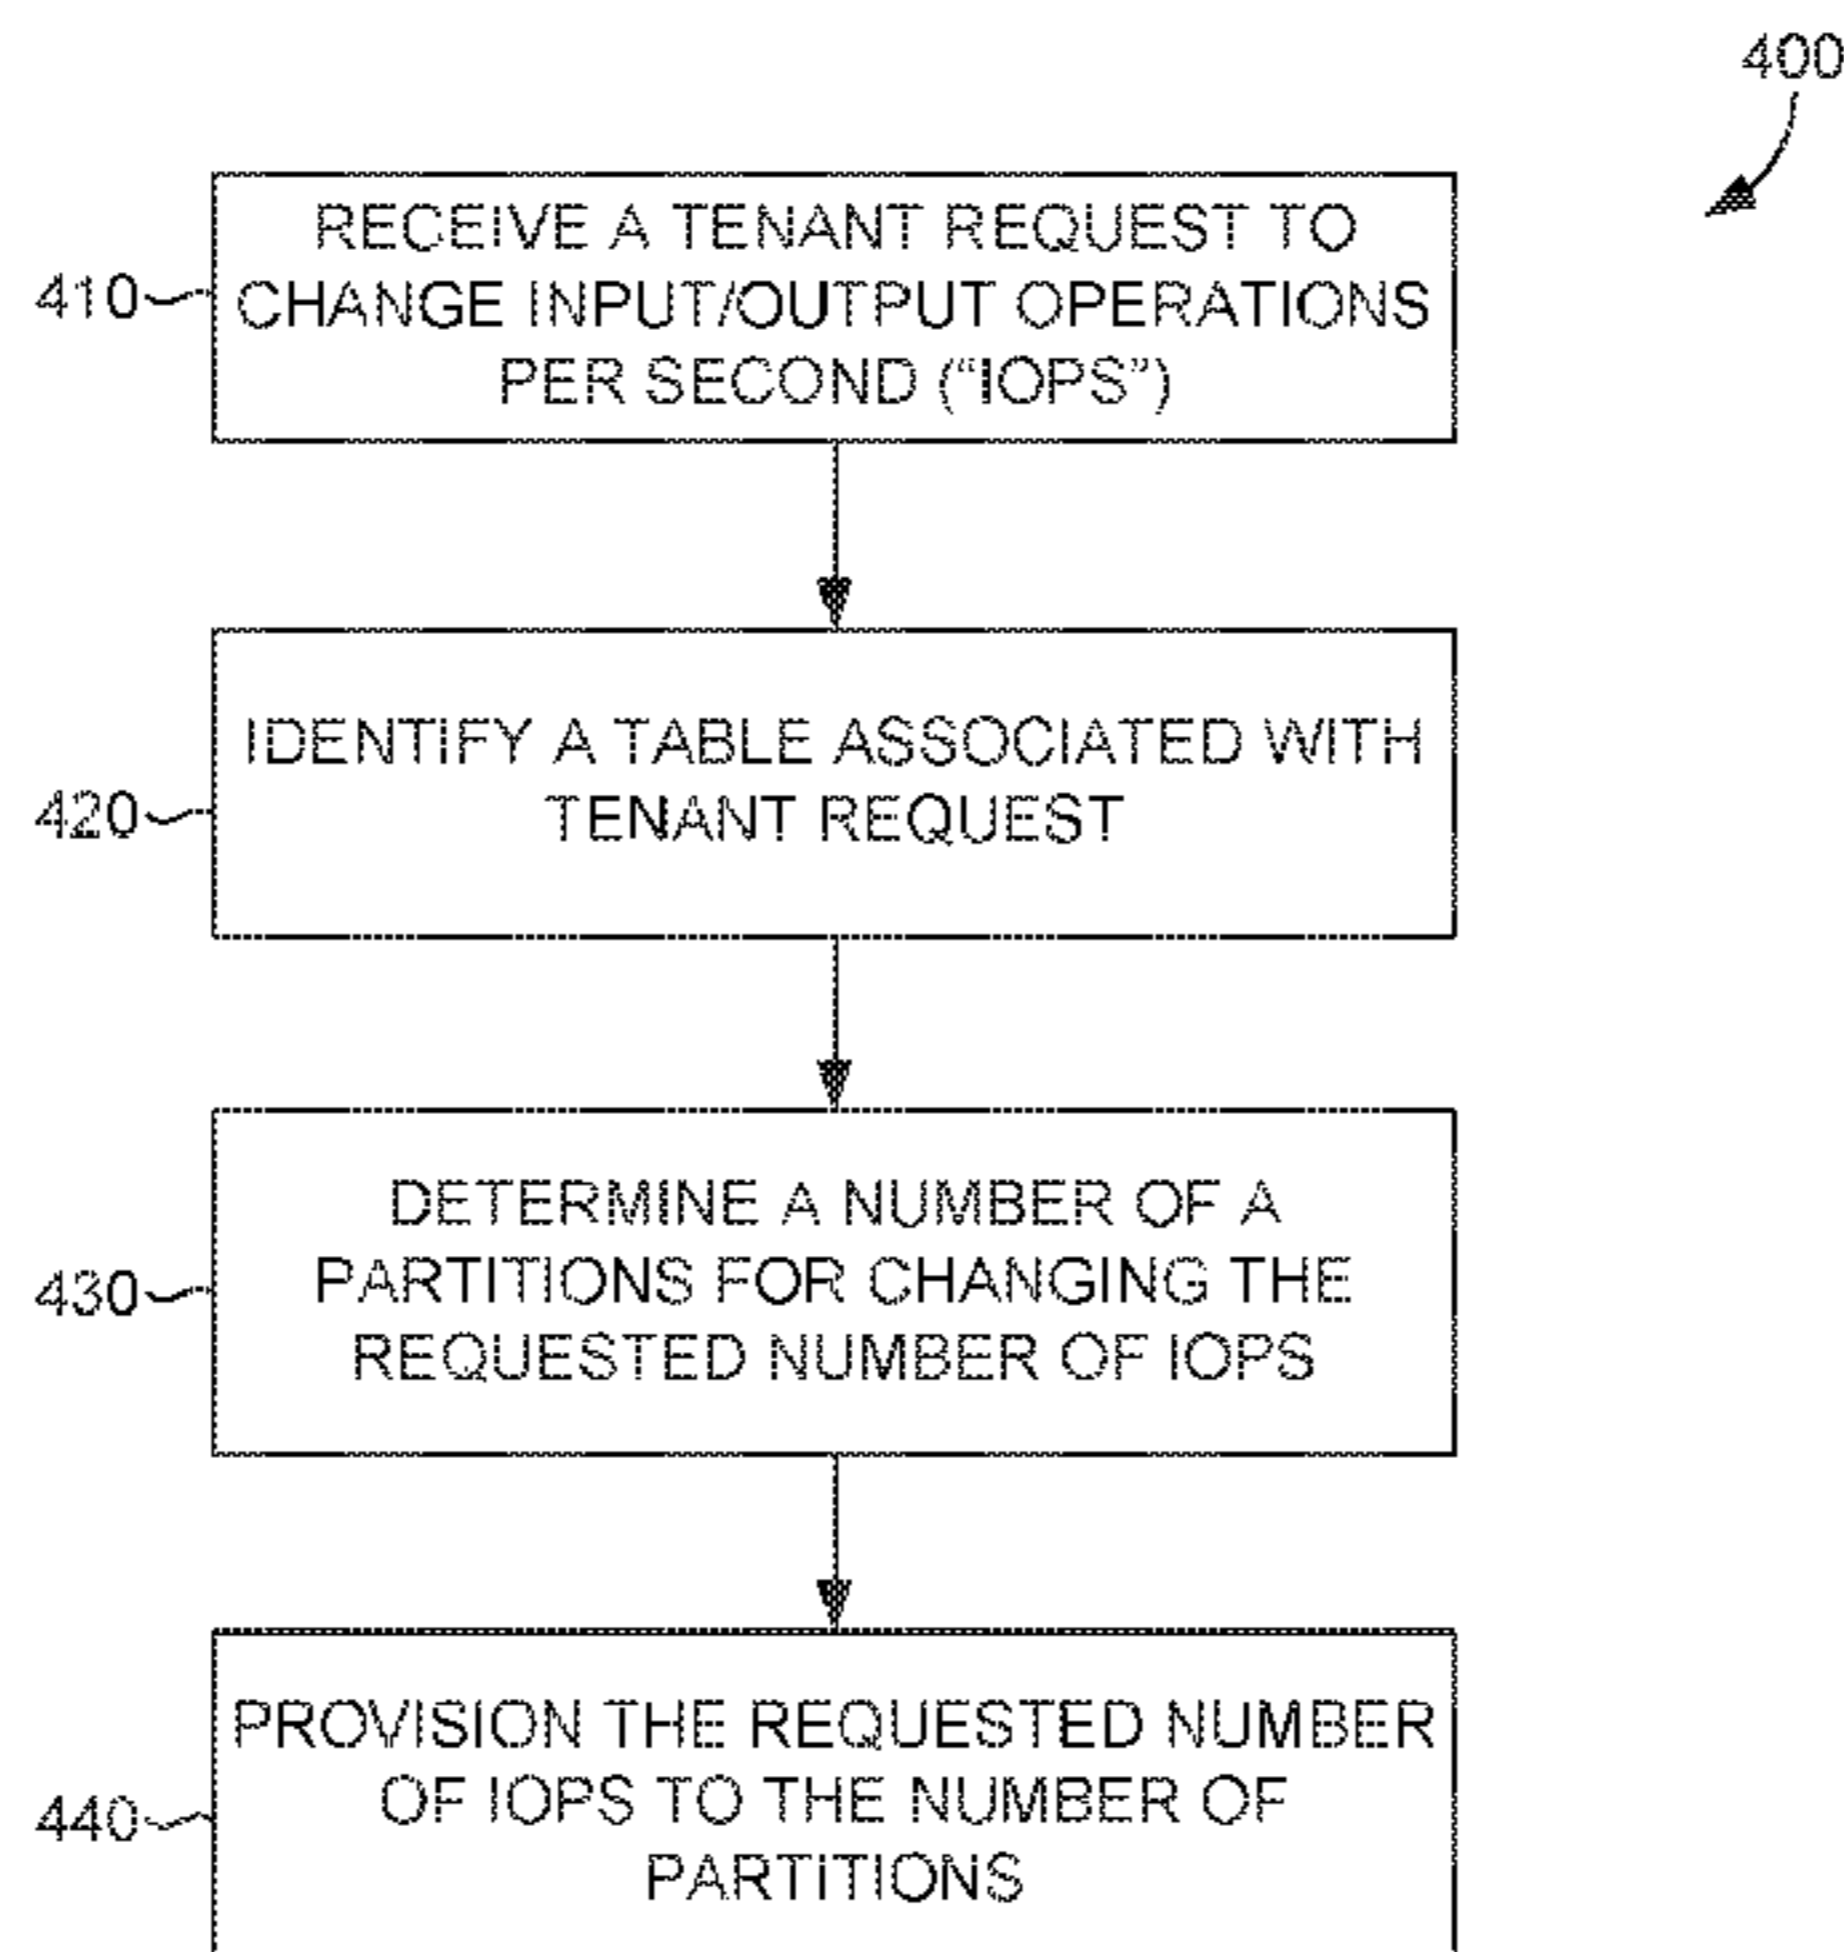 400
RECEIVE A TENANT REQUEST TO
410
CHANGE INPUT/OUTPUT OPERATIONS
PER SECOND (“IOPS”)
IDENTIFY A TABLE ASSOCIATED WITH
420
TENANT REQUEST
DETERMINE A NUMBER OF A
430
PARTITIONS FOR CHANGING THE
REQUESTED NUMBER OF IOPS
PROVISION THE REQUESTED NUMBER
440
OF IOPS TO THE NUMBER OF
PARTITIONS